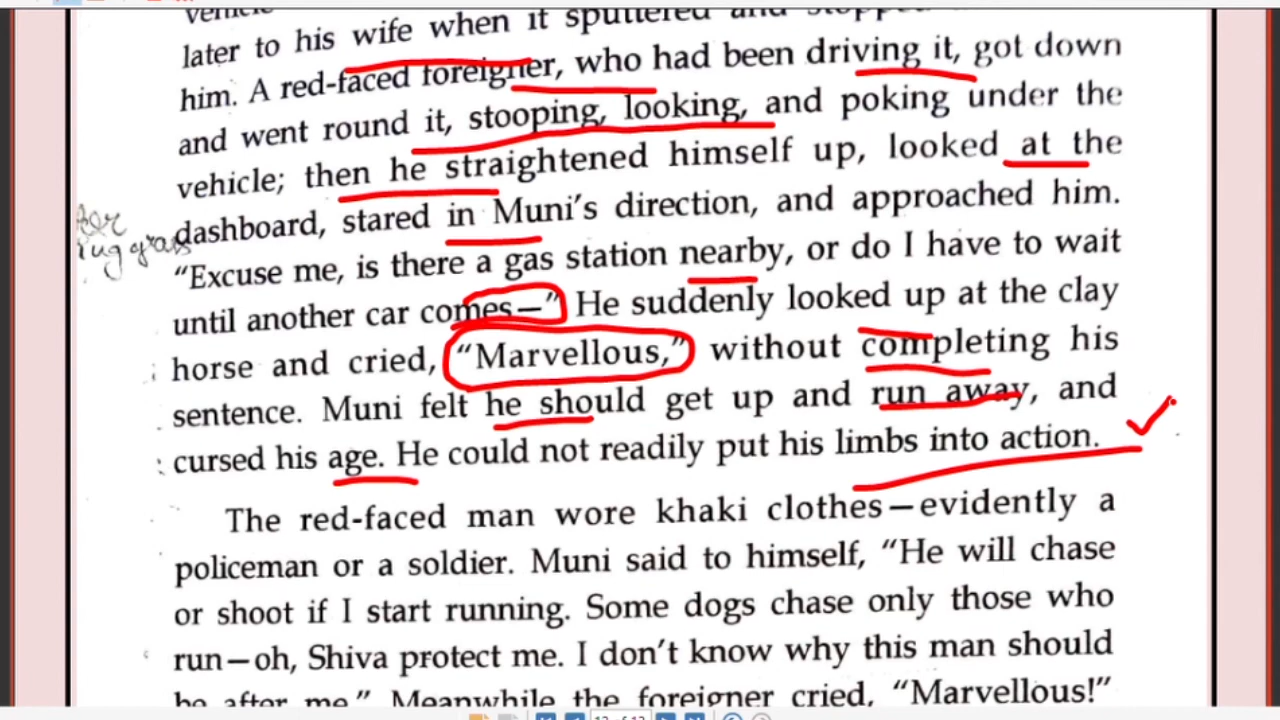 vehicle
later to his wife when it sputtered and stopped
him. A red-faced foreigner, who had been driving it, got down
and went round it, stooping, looking, and poking under the
vehicle; then he straightened himself up, looked at the
dashboard, stared in Muni's direction, and approached him.
"Excuse me, is there a gas station nearby, or do I have to wait
until another car comes—" He suddenly looked up at the clay
horse and cried, "Marvellous," without completing his
sentence. Muni felt he should get up and run away, and
cursed his age. He could not readily put his limbs into action.
The red-faced man wore khaki clothes—evidently a
policeman or a soldier. Muni said to himself, "He will chase
or shoot if I start running. Some dogs chase only those who
run—oh, Shiva protect me. I don't know why this man should
be after me." Meanwhile the foreigner cried, "Marvellous!"